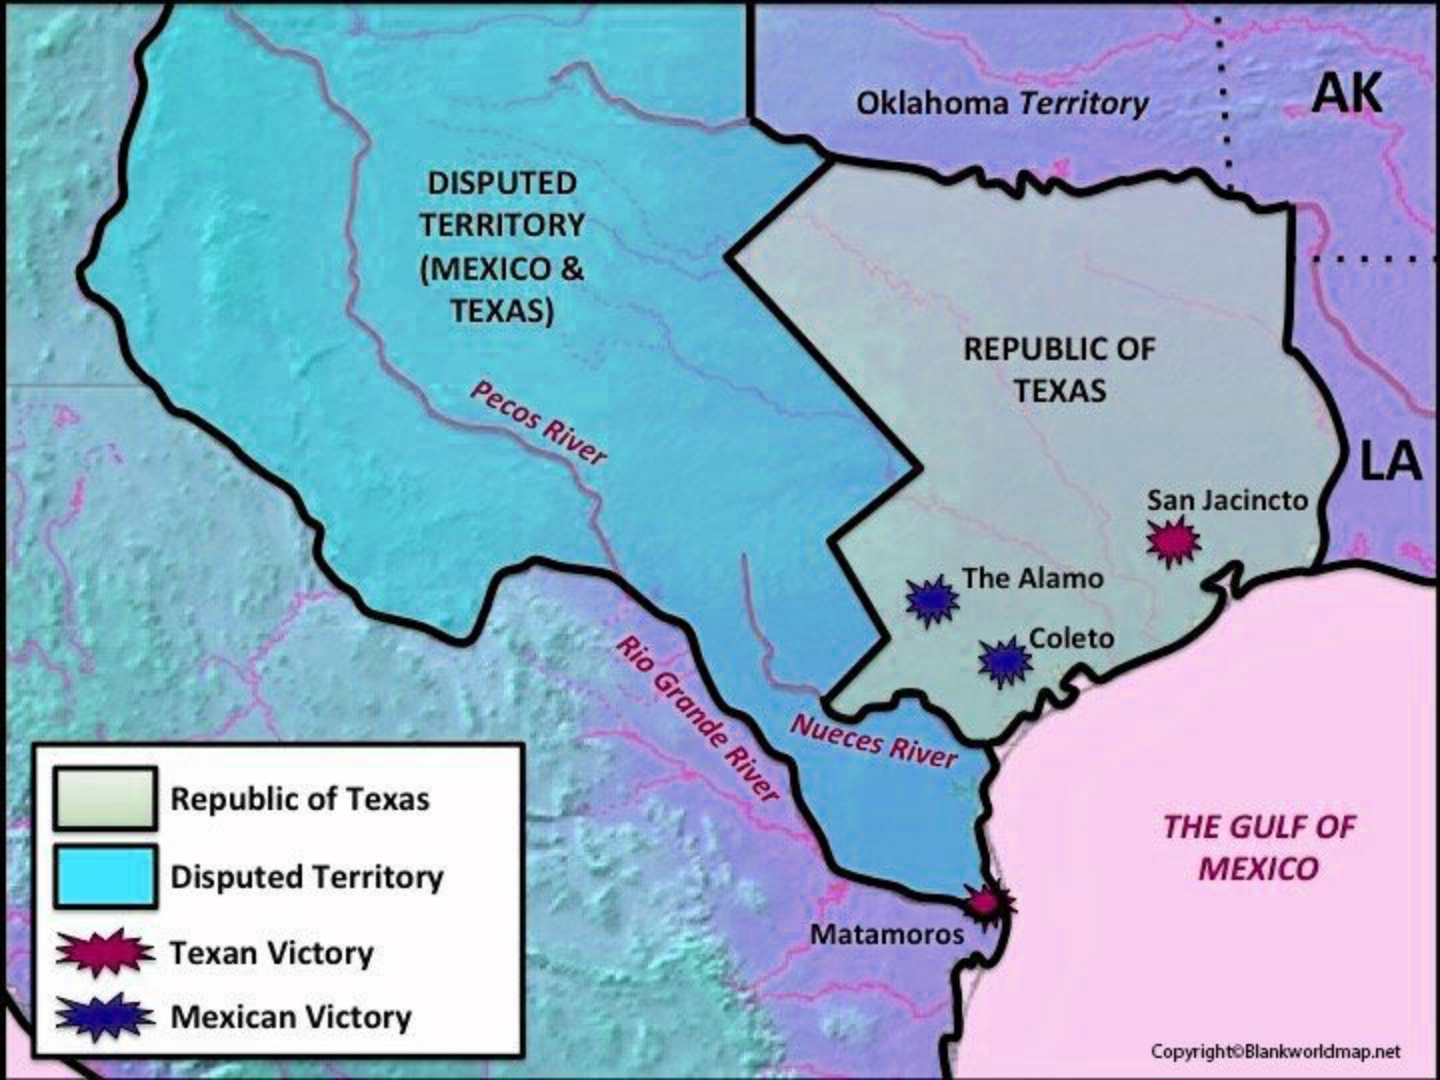 Oklahoma Territory
AK
DISPUTED
TERRITORY
(MEXICO &
TEXAS)
REPUBLIC OF
TEXAS
Pecos River
LA
San Jacincto
The Alamo
Coleto
Rio Grande River
Nueces River
THE GULF OF
MEXICO
Matamoros
Republic of Texas
Disputed Territory
Texan Victory
Mexican Victory
Copyright©Blankworldmap.net